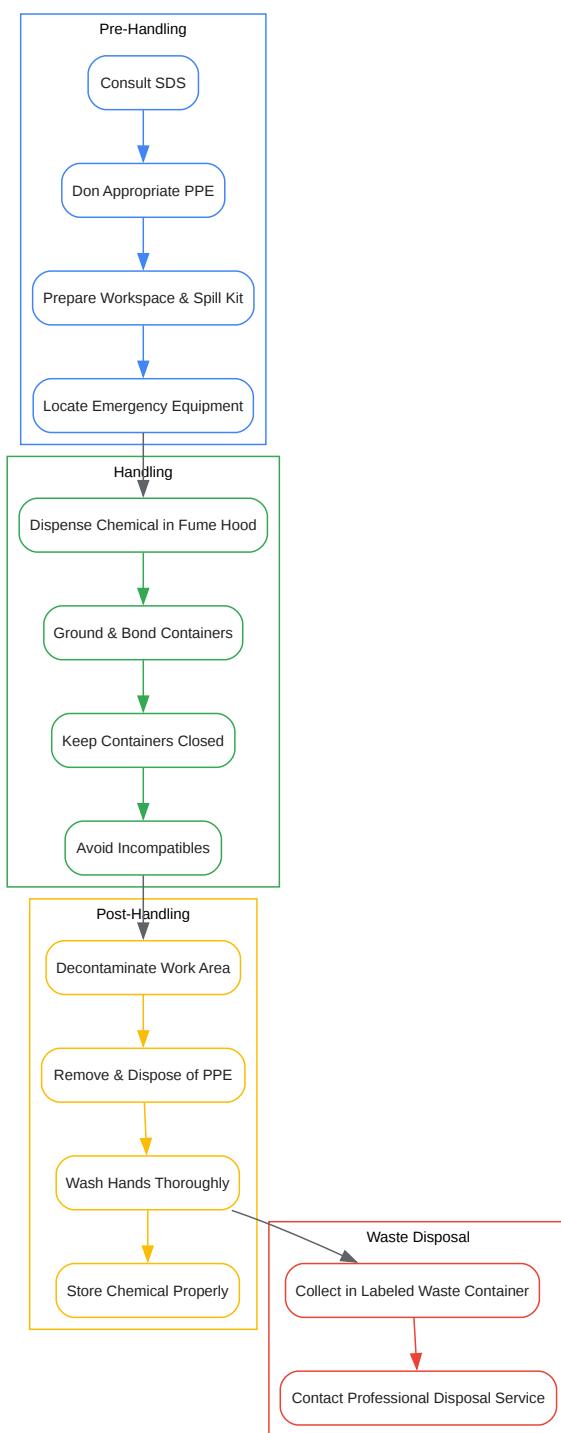 Pre-Handling
Consult SDS
Don Appropriate PPE
Prepare Workspace & Spill Kit
Locate Emergency Equipment
Handling
Dispense Chemical in Fume Hood
Ground & Bond Containers
Keep Containers Closed
Avoid Incompatibles
Post-Handling
Decontaminate Work Area
Remove & Dispose of PPE
Wash Hands Thoroughly
Store Chemical Properly
Waste Disposal
Collect in Labeled Waste Container
Contact Professional Disposal Service